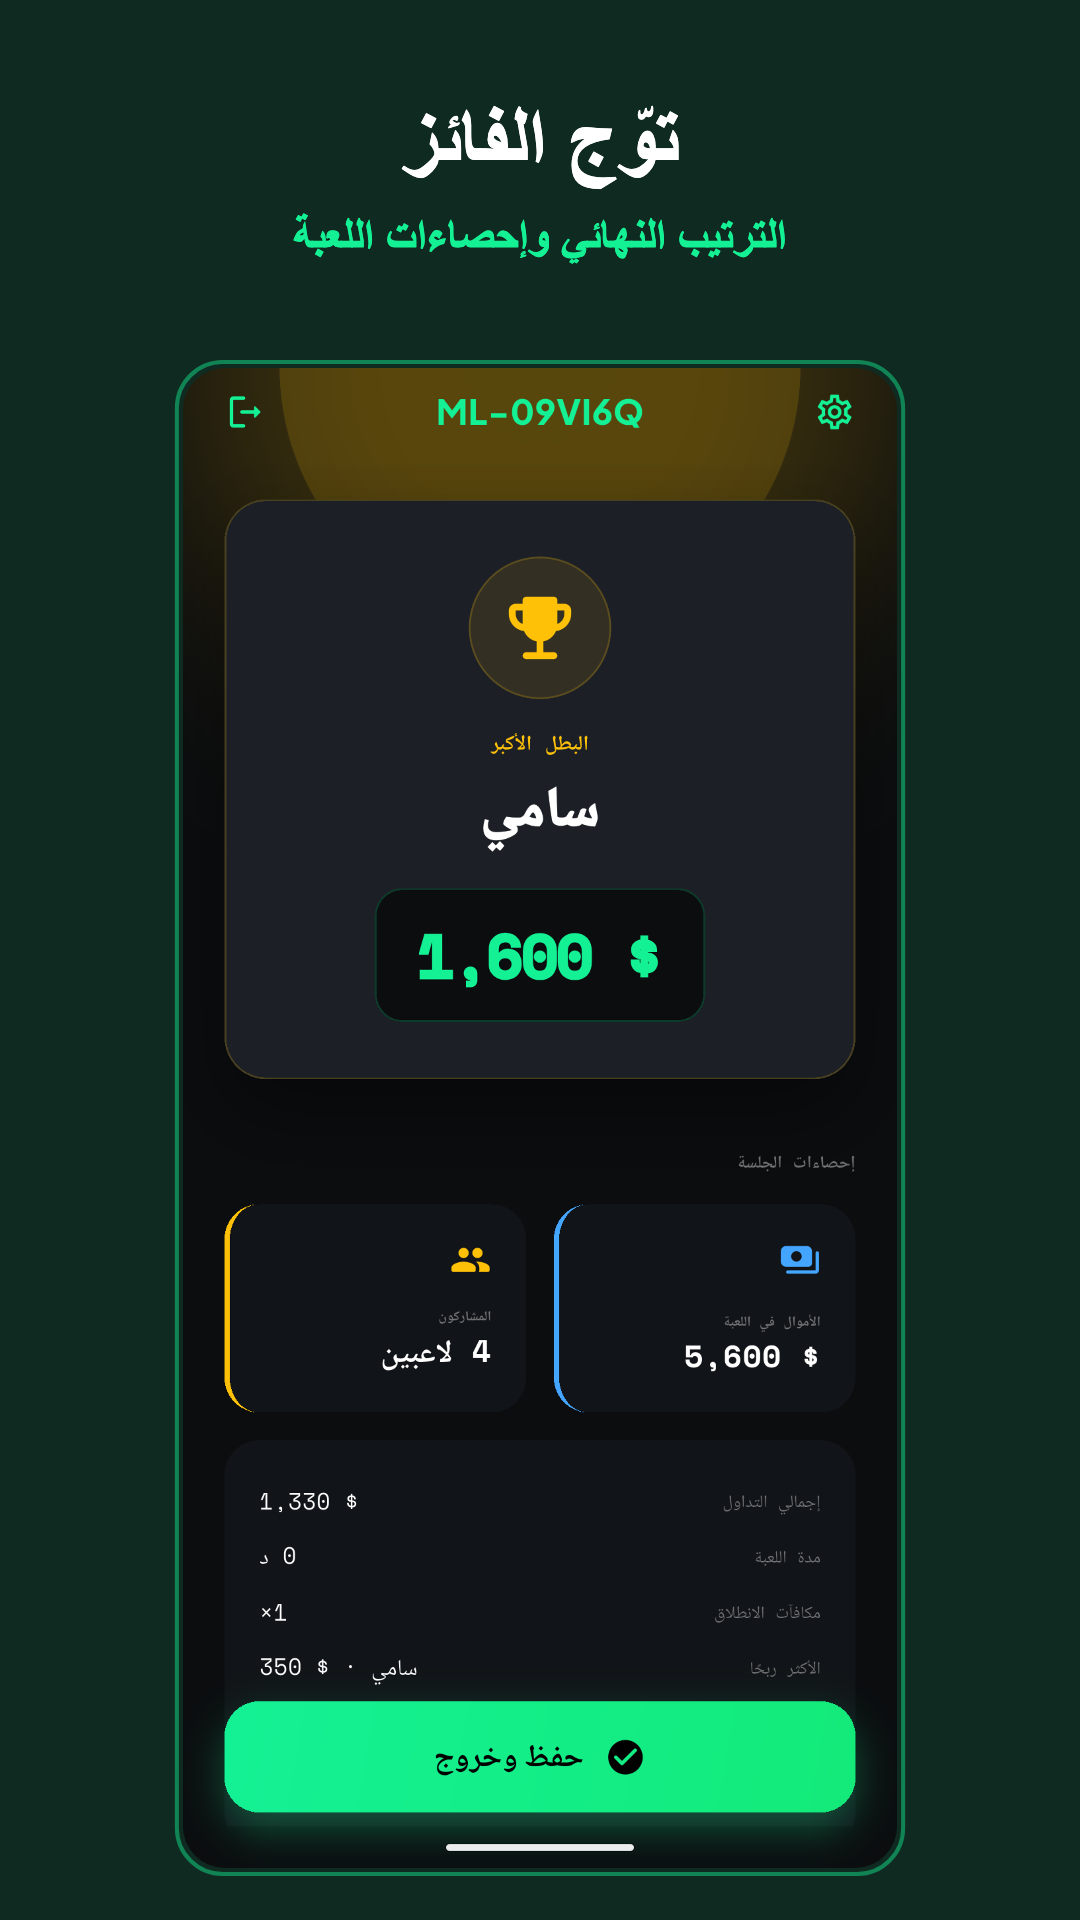 توّج الفائز
الترتيب النهائي وإحصاءات اللعبة
ML-09VI6Q
البطل الأكبر
سامي
1,600 $
إحصاءات الجلسة
الأموال في اللعبة
5,600 $
المشاركون
4 لاعبين
إجمالي التداول 1,330 $
مدة اللعبة 0 د
مكافآت الانطلاق ×1
الأكثر ربحًا سامي · 350 $
حفظ وخروج